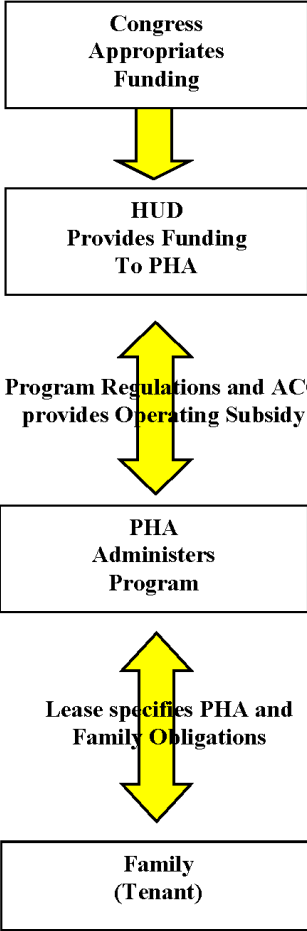 Congress
Appropriates
Funding
HUD
Provides Funding
To PHA
Program Regulations and
provides Operating Subsidy
PHA
Administers
Program
Lease specifies PHA and
Family Obligations
Family
(Tenant)